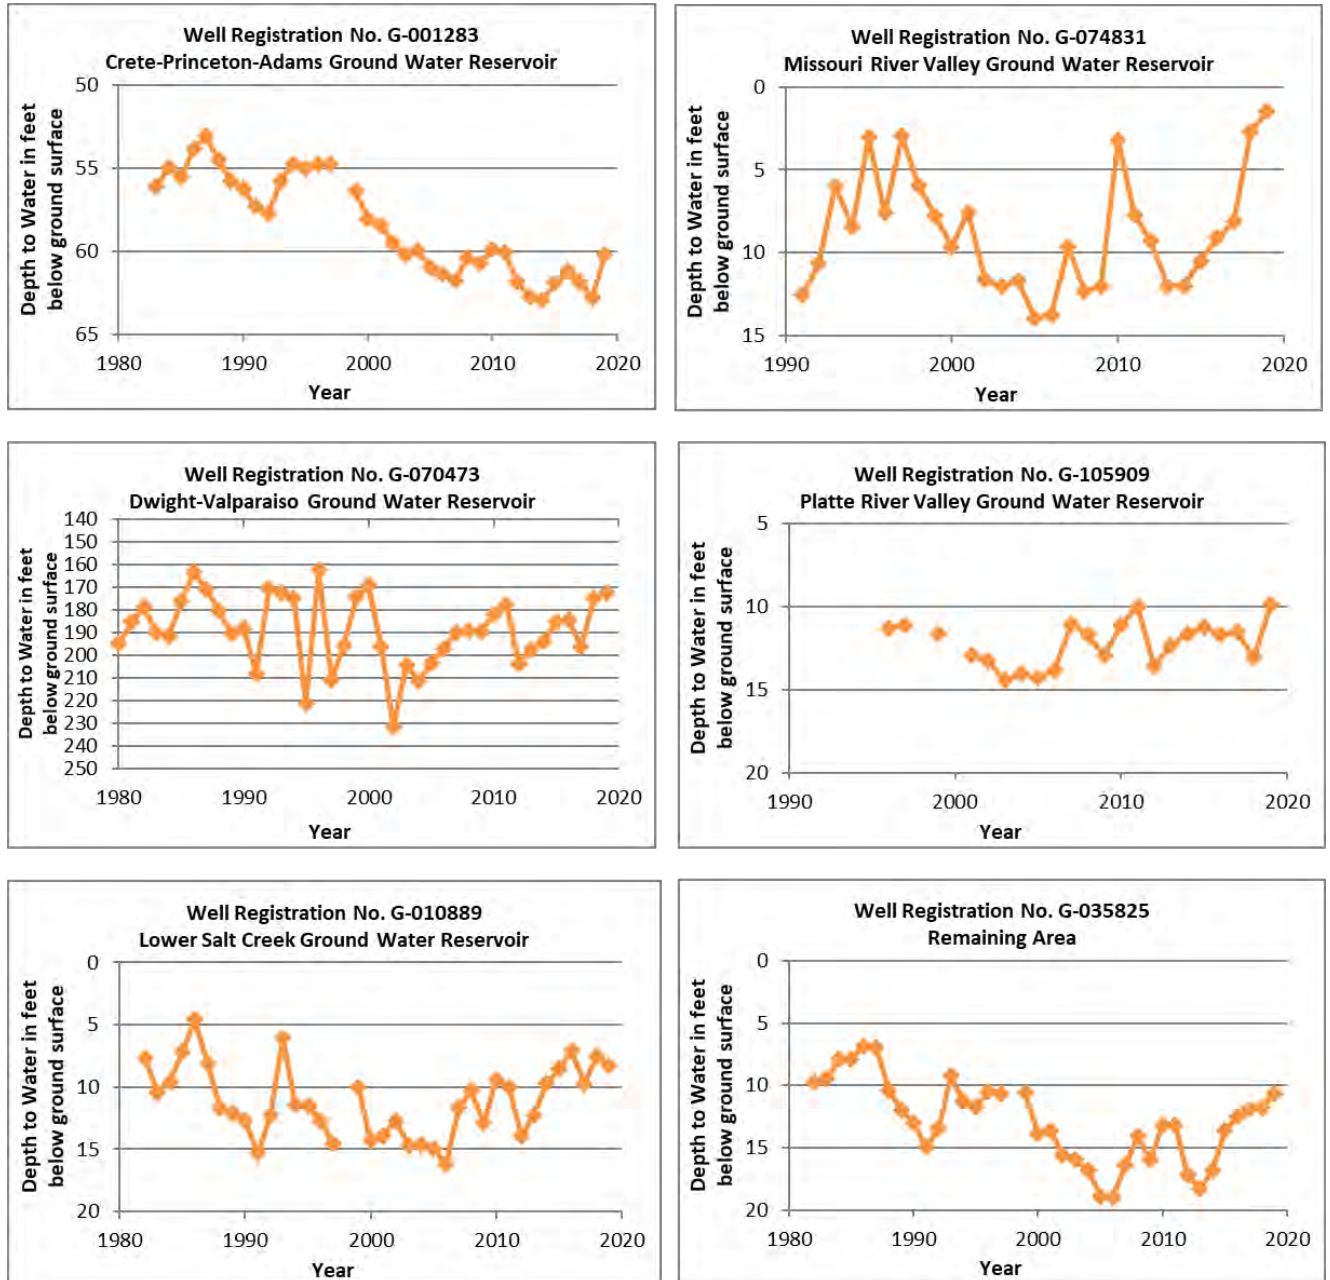 Well Registration No. G-001283
Crete-Princeton-Adams Ground Water Reservoir
Depth to Water in feet
below ground surface
50
55
60
65
1980 1990 2000 2010 2020
Year
Well Registration No. G-074831
Missouri River Valley Ground Water Reservoir
Depth to Water in feet
below ground surface
0
5
10
15
1990 2000 2010 2020
Year
Well Registration No. G-070473
Dwight-Valparaiso Ground Water Reservoir
Depth to Water in feet
below ground surface
140
150
160
170
180
190
200
210
220
230
240
250
1980 1990 2000 2010 2020
Year
Well Registration No. G-105909
Platte River Valley Ground Water Reservoir
Depth to Water in feet
below ground surface
5
10
15
20
1990 2000 2010 2020
Year
Well Registration No. G-010889
Lower Salt Creek Ground Water Reservoir
Depth to Water in feet
below ground surface
0
5
10
15
20
1980 1990 2000 2010 2020
Year
Well Registration No. G-035825
Remaining Area
Depth to Water in feet
below ground surface
0
5
10
15
20
1980 1990 2000 2010 2020
Year